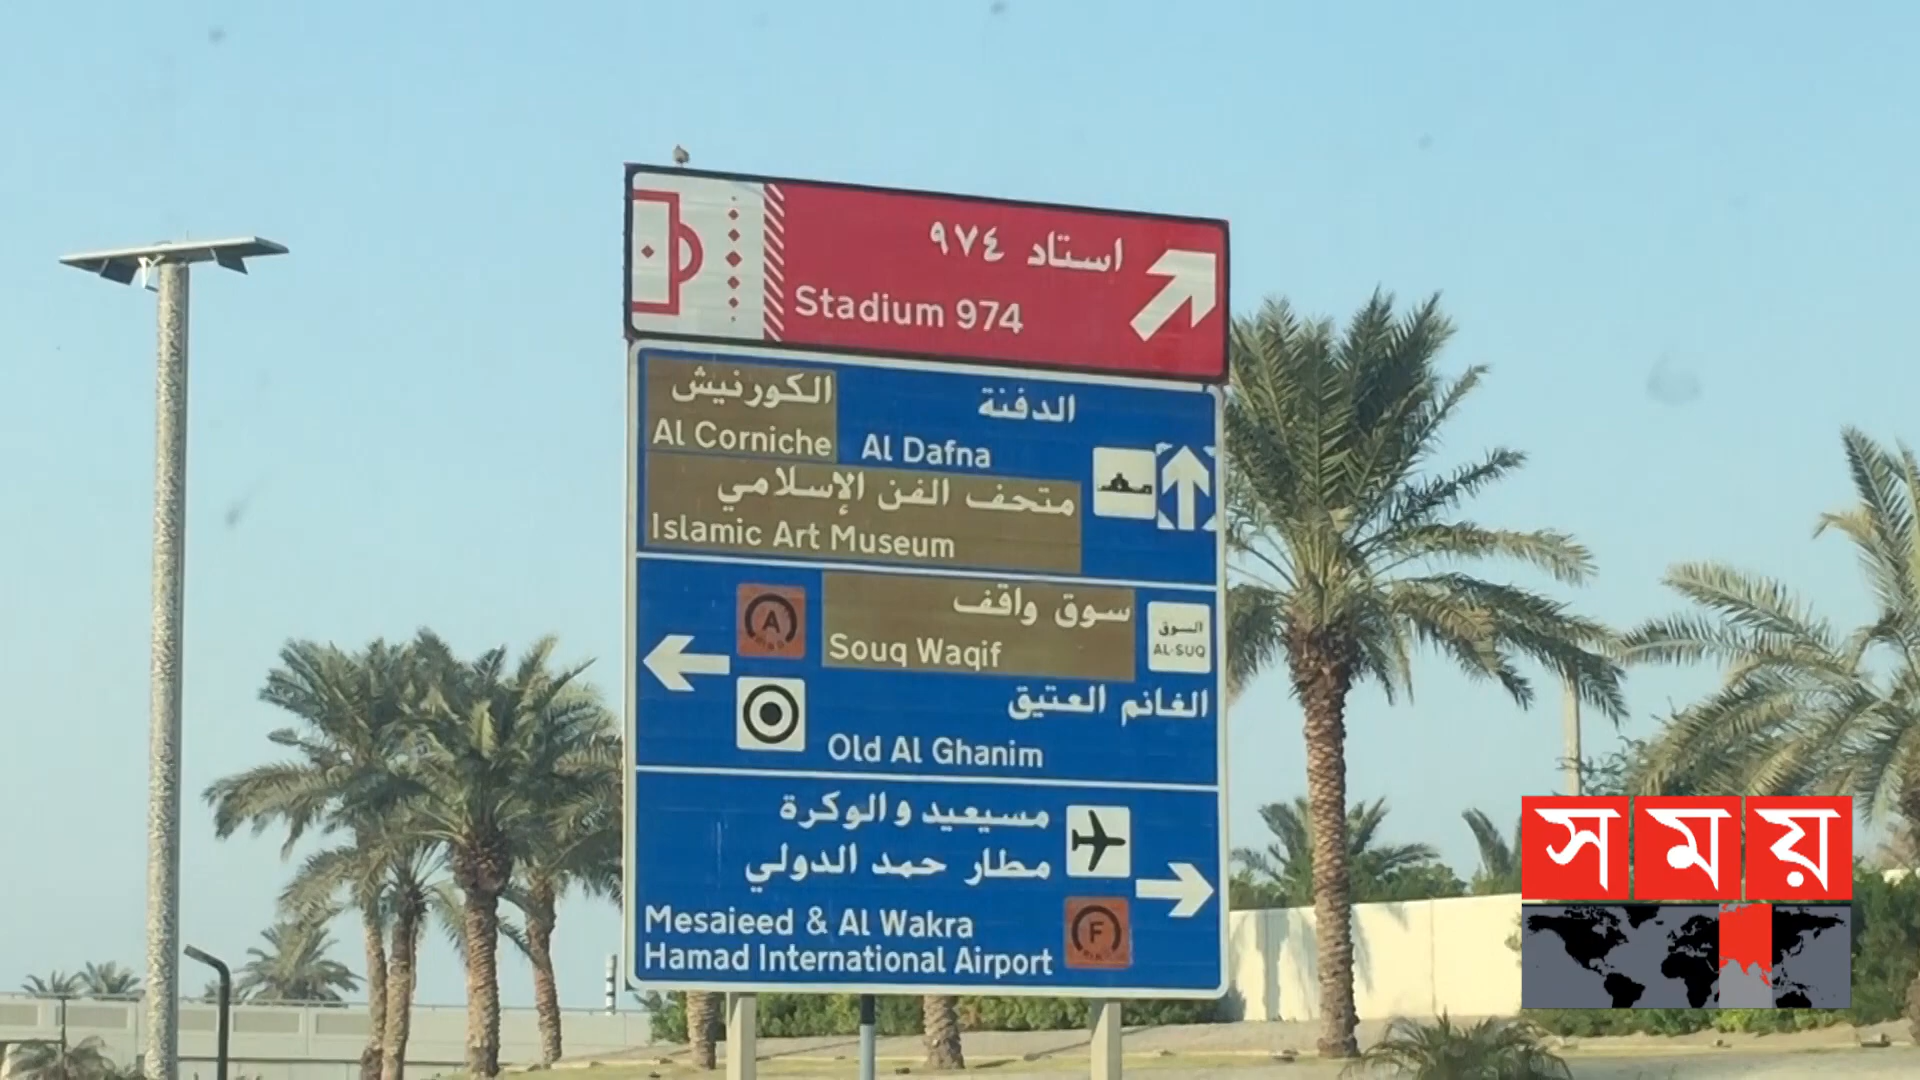 استاد ٩٧٤
Stadium 974
الكورنيش
الدفنة
Al Corniche
Al Dafna
متحف الفن الإسلامي
Islamic Art Museum
سوق واقف
Souq Waqif
السوق
AL-SUQ
A
الغانم العتيق
Old Al Ghanim
مسيعيد و الوكرة
مطار حمد الدولي
Mesaieed & Al Wakra
Hamad International Airport
F
সময়